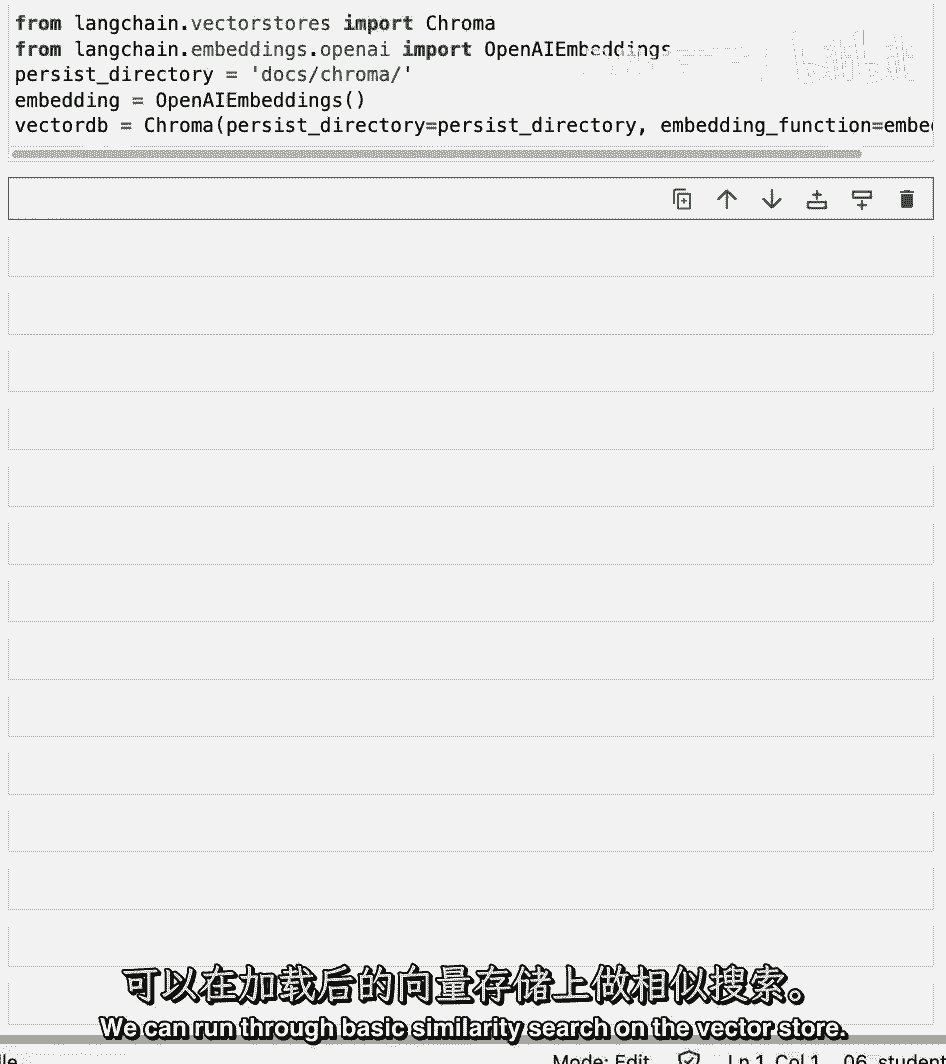 from langchain.vectorstores import Chroma
from langchain.embeddings.openai import OpenAIEmbeddings
persist_directory = 'docs/chroma/'
embedding = OpenAIEmbeddings()
vectordb = Chroma(persist_directory=persist_directory, embedding_function=embe
可以在加载后的向量存储上做相似搜索。
We can run through basic similarity search on the vector store.
Mode: Edit Ln 1, Col 1 06_student